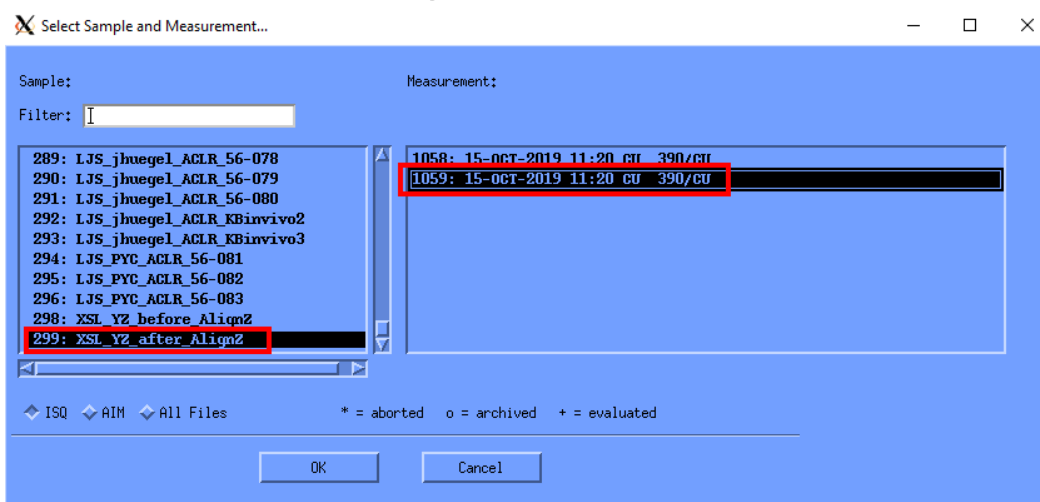 Select Sample and Measurement...
Sample:
Measurement:
Filter:
289: LJS_jhuegel_ACLR_56-078
290: LJS_jhuegel_ACLR_56-079
291: LJS_jhuegel_ACLR_56-080
292: LJS_jhuegel_ACLR_KBinvivo2
293: LJS_jhuegel_ACLR_KBinvivo3
294: LJS_PYC_ACLR_56-081
295: LJS_PYC_ACLR_56-082
296: LJS_PYC_ACLR_56-083
298: XSL_YZ_before_AlignZ
299: XSL_YZ_after_AlignZ
1058: 15-OCT-2019 11:20 CU 390/CU
1059: 15-OCT-2019 11:20 CU 390/CU
ISQ AIM All Files * = aborted o = archived + = evaluated
OK Cancel